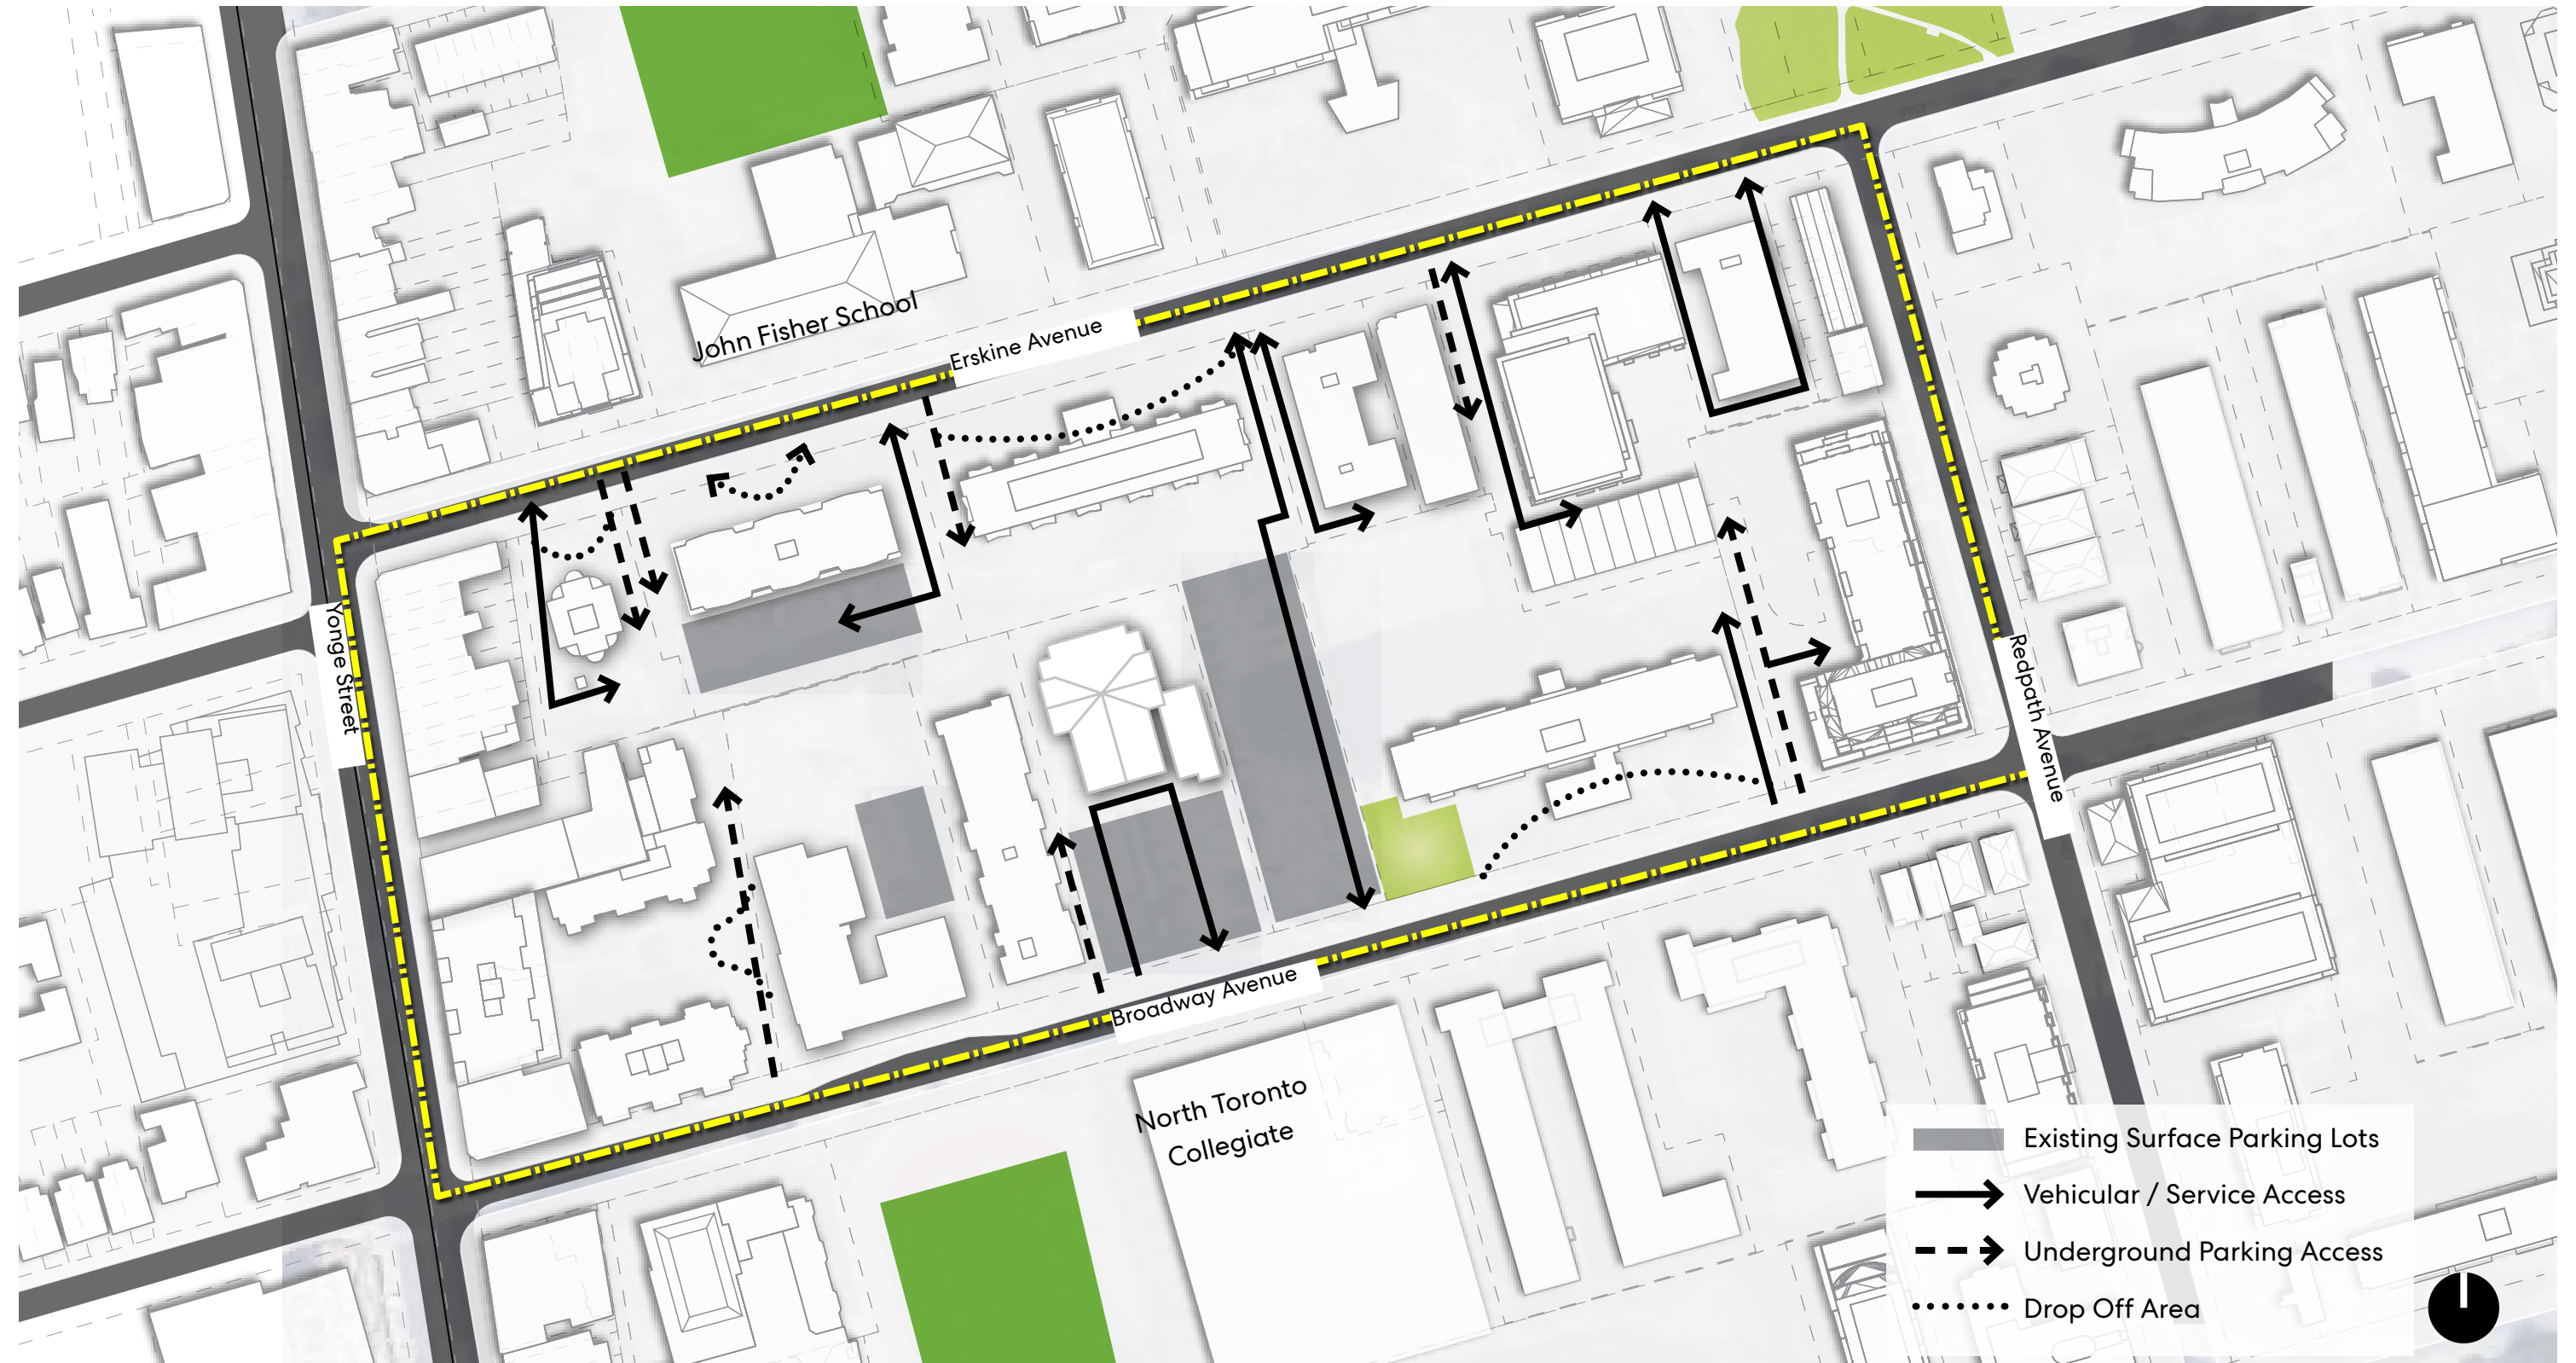 John Fisher School
Erskine Avenue
Yonge Street
Redpath Avenue
Broadway Avenue
North Toronto
Collegiate
Existing Surface Parking Lots
Vehicular / Service Access
Underground Parking Access
Drop Off Area